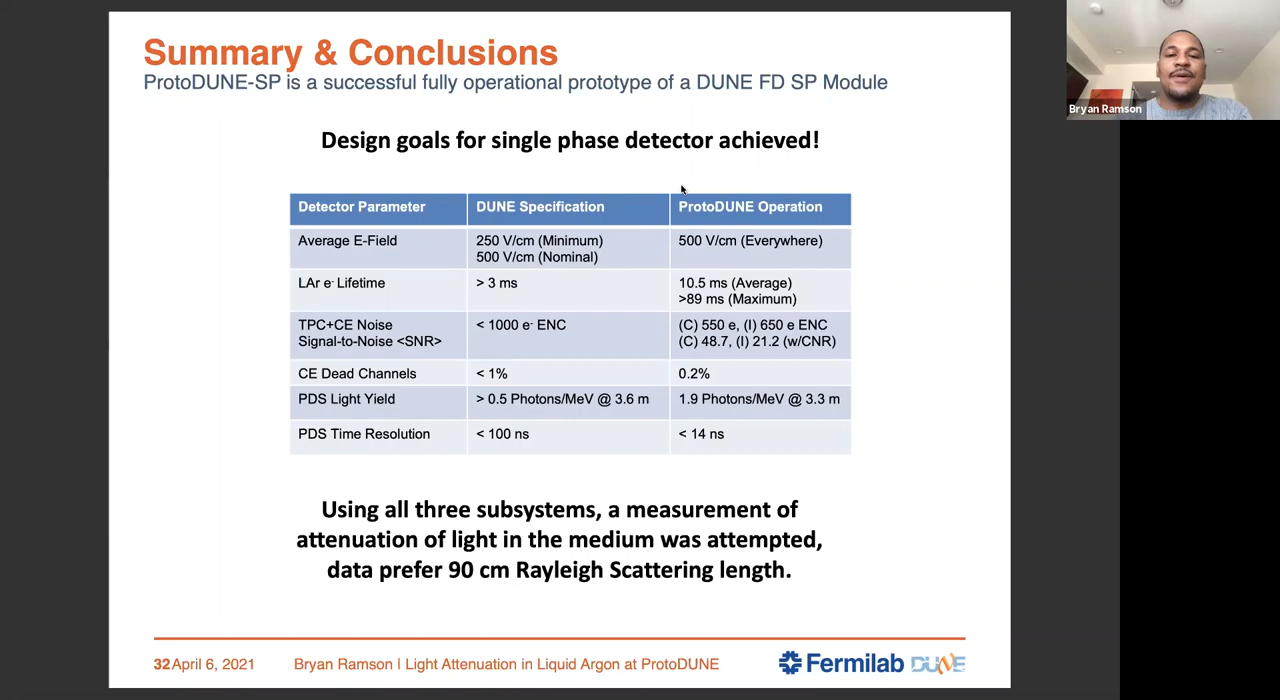 Summary & Conclusions
ProtoDUNE-SP is a successful fully operational prototype of a DUNE FD SP Module
Design goals for single phase detector achieved!
Detector Parameter DUNE Specification ProtoDUNE Operation
Average E-Field 250 V/cm (Minimum) 500 V/cm (Everywhere)
500 V/cm (Nominal)
LAr e- Lifetime > 3 ms 10.5 ms (Average)
>89 ms (Maximum)
TPC+CE Noise < 1000 e- ENC (C) 550 e, (I) 650 e ENC
Signal-to-Noise <SNR> (C) 48.7, (I) 21.2 (w/CNR)
CE Dead Channels < 1% 0.2%
PDS Light Yield > 0.5 Photons/MeV @ 3.6 m 1.9 Photons/MeV @ 3.3 m
PDS Time Resolution < 100 ns < 14 ns
Using all three subsystems, a measurement of
attenuation of light in the medium was attempted,
data prefer 90 cm Rayleigh Scattering length.
32 April 6, 2021 Bryan Ramson | Light Attenuation in Liquid Argon at ProtoDUNE Fermilab DUNE
Bryan Ramson